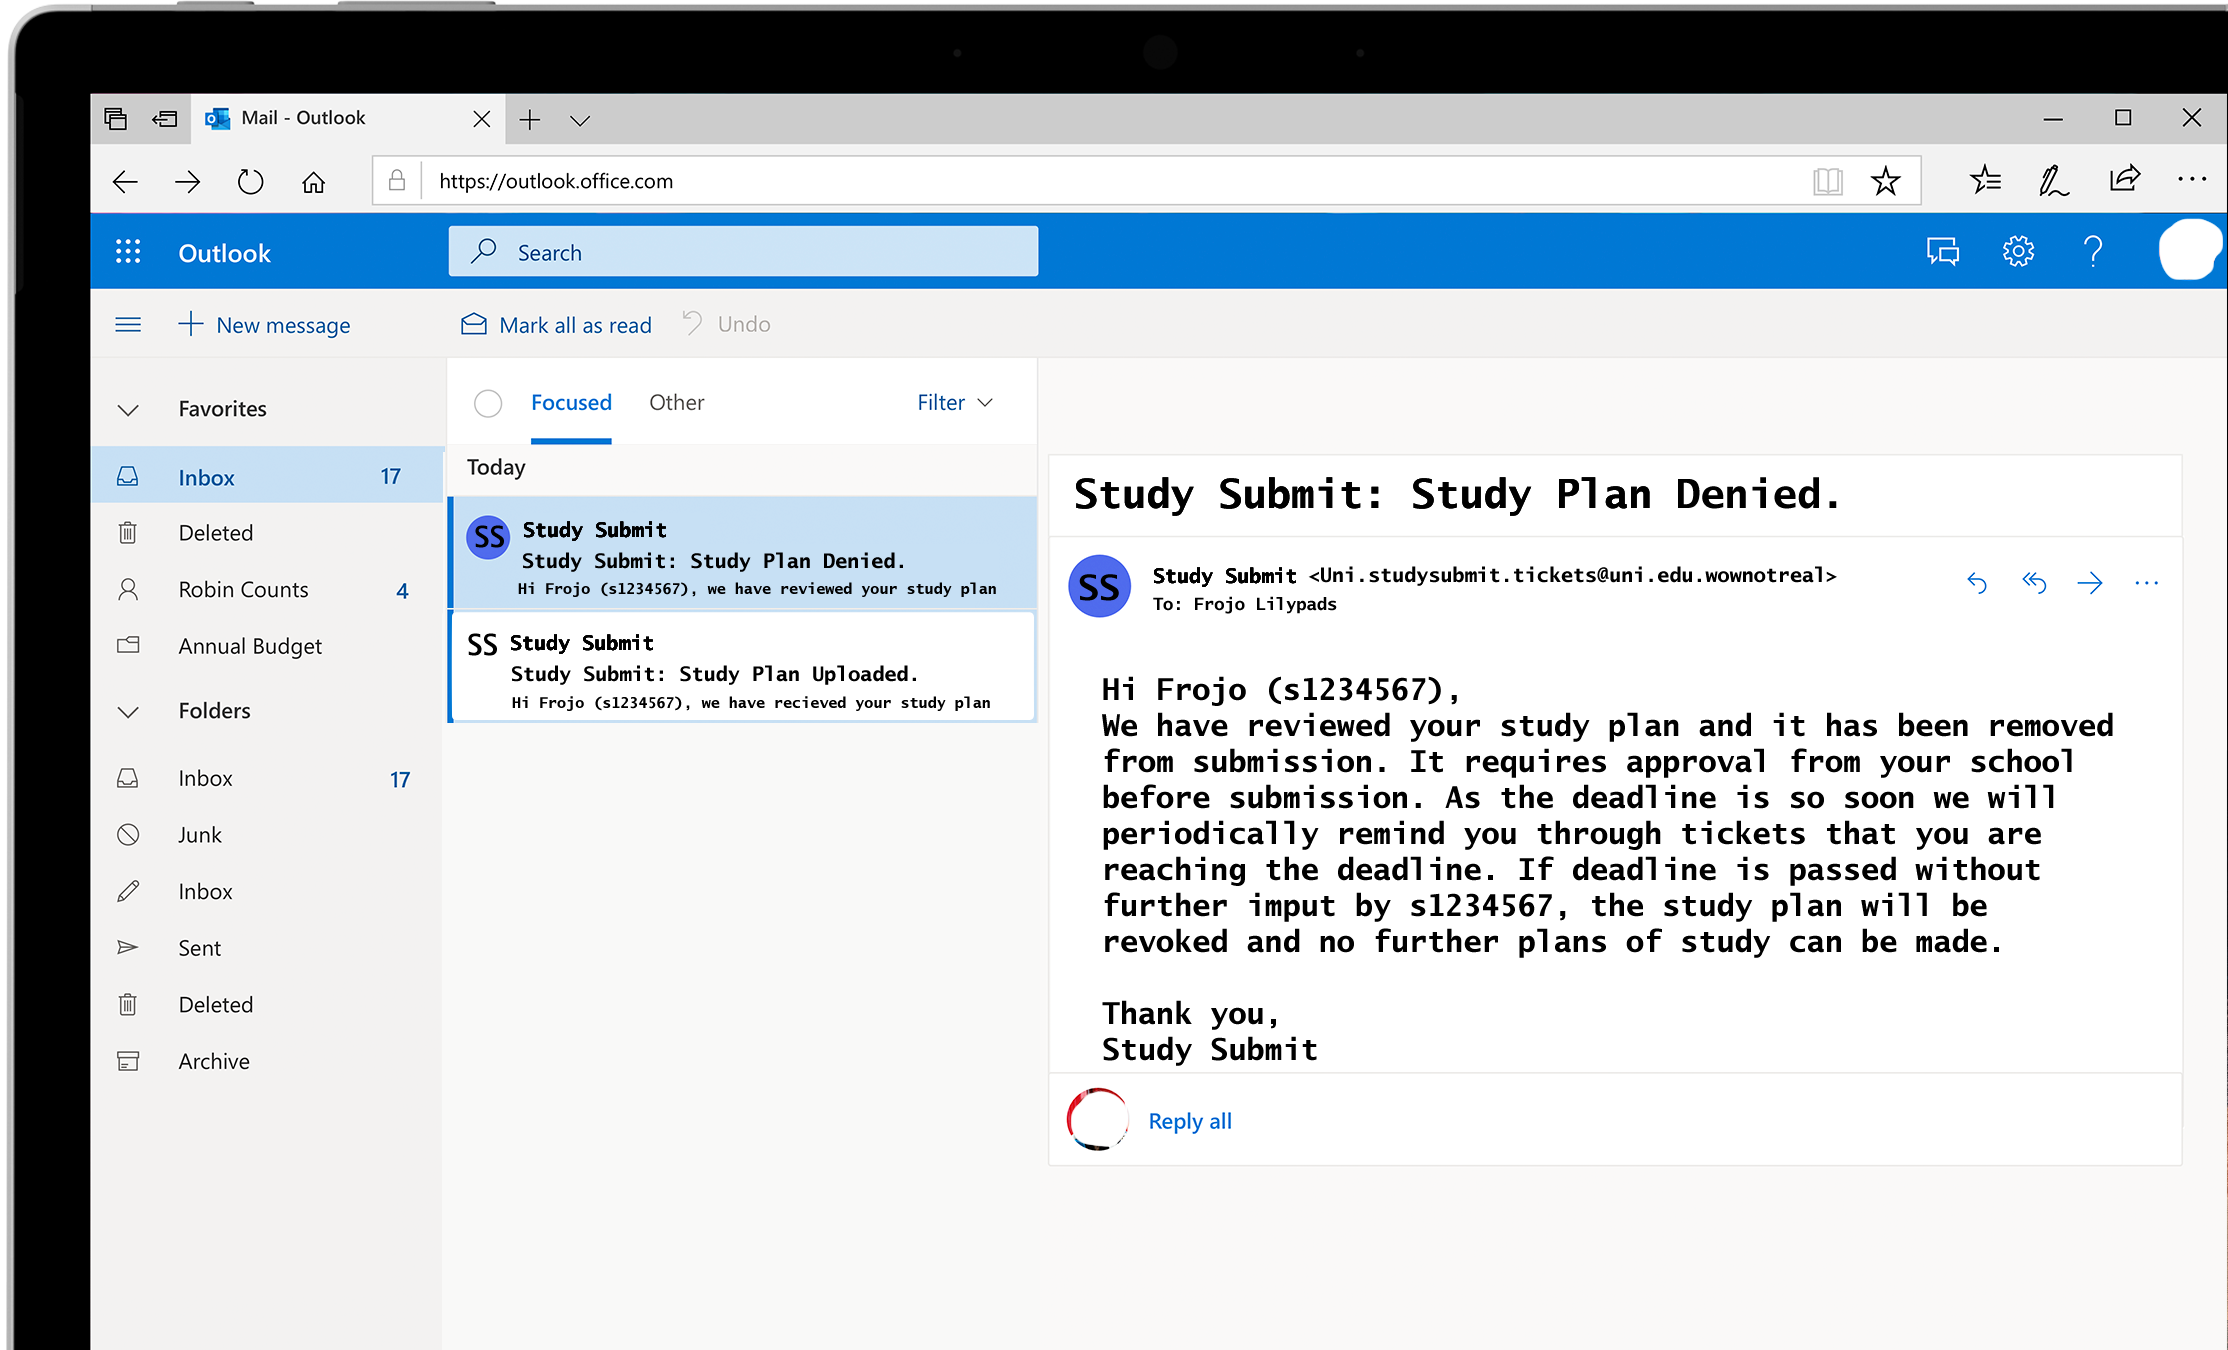 Mail - Outlook
https://outlook.office.com
Outlook
Search
New message
Mark all as read
Undo
Favorites
Inbox 17
Deleted
Robin Counts 4
Annual Budget
Folders
Inbox 17
Junk
Inbox
Sent
Deleted
Archive
Focused Other Filter
Today
SS Study Submit
Study Submit: Study Plan Denied.
Hi Frojo (s1234567), we have reviewed your study plan
SS Study Submit
Study Submit: Study Plan Uploaded.
Hi Frojo (s1234567), we have recieved your study plan
Study Submit: Study Plan Denied.
SS Study Submit <Uni.studysubmit.tickets@uni.edu.wownotreal>
To: Frojo Lilypads
Hi Frojo (s1234567),
We have reviewed your study plan and it has been removed
from submission. It requires approval from your school
before submission. As the deadline is so soon we will
periodically remind you through tickets that you are
reaching the deadline. If deadline is passed without
further imput by s1234567, the study plan will be
revoked and no further plans of study can be made.
Thank you,
Study Submit
Reply all